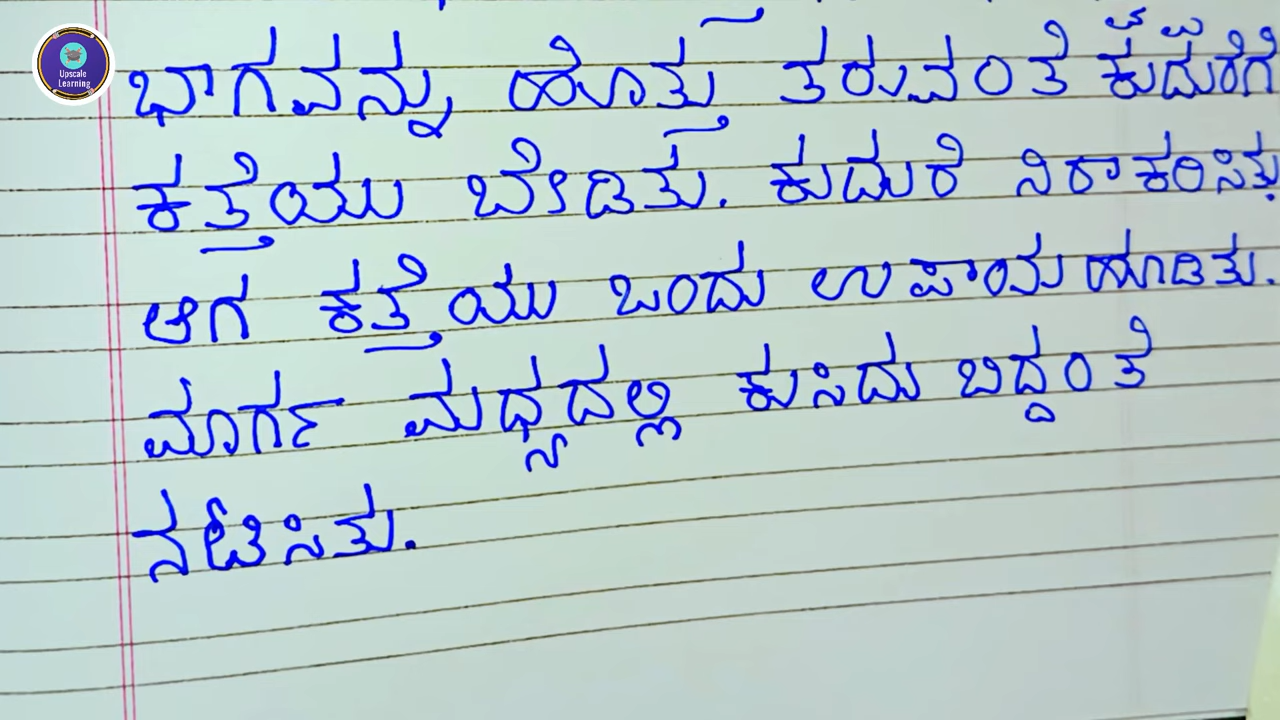 Upscale
Learning
ಭಾಗವನ್ನು ಹೊತ್ತು ತರುವಂತೆ ಕುದುರೆಗೆ
ಕತ್ತೆಯು ಬೇಡಿತು. ಕುದುರೆ ನಿರಾಕರಿಸಿತು.
ಆಗ ಕತ್ತೆಯು ಒಂದು ಉಪಾಯ ಹೂಡಿತು.
ಮಾರ್ಗ ಮಧ್ಯದಲ್ಲಿ ಕುಸಿದು ಬಿದ್ದಂತೆ
ನಟಿಸಿತು.